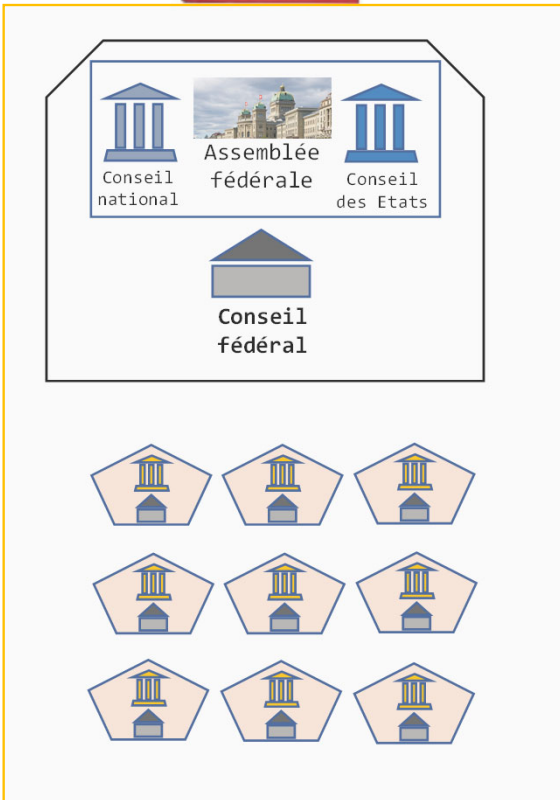 Assemblée
fédérale
Conseil
national
Conseil
des Etats
Conseil
fédéral